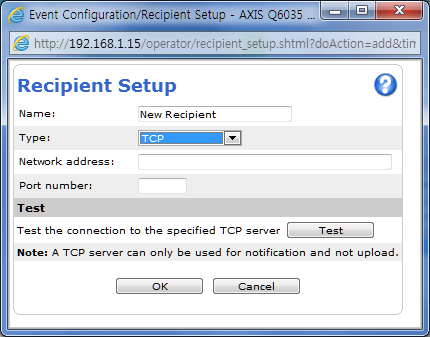 Event Configuration/Recipient Setup - AXIS Q6035 ...
http://192.168.1.15/operator/recipient_setup.shtml?doAction=add&tim
Recipient Setup
Name: New Recipient
Type: TCP
Network address:
Port number:
Test
Test the connection to the specified TCP server Test
Note: A TCP server can only be used for notification and not upload.
OK Cancel